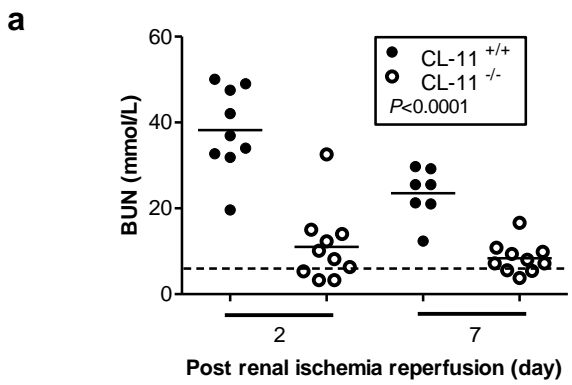 a
60
40
20
0
BUN (mmol/L)
CL-11 +/+
CL-11 -/-
P<0.0001
2 7
Post renal ischemia reperfusion (day)